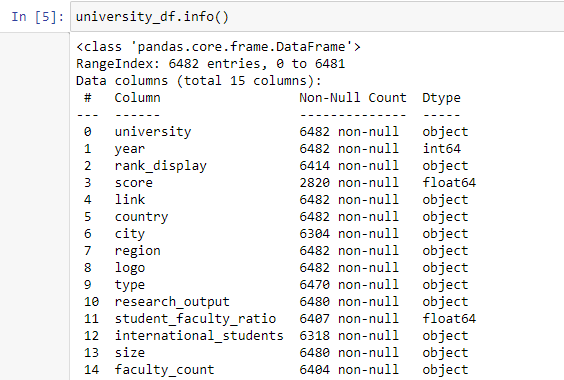 In [5]: university_df.info()
<class 'pandas.core.frame.DataFrame'>
RangeIndex: 6482 entries, 0 to 6481
Data columns (total 15 columns):
 #   Column                  Non-Null Count  Dtype
---  ------                  --------------  -----
 0   university              6482 non-null   object
 1   year                    6482 non-null   int64
 2   rank_display            6414 non-null   object
 3   score                   2820 non-null   float64
 4   link                    6482 non-null   object
 5   country                 6482 non-null   object
 6   city                    6304 non-null   object
 7   region                  6482 non-null   object
 8   logo                    6482 non-null   object
 9   type                    6470 non-null   object
 10  research_output         6480 non-null   object
 11  student_faculty_ratio   6407 non-null   float64
 12  international_students  6318 non-null   object
 13  size                    6480 non-null   object
 14  faculty_count           6404 non-null   object